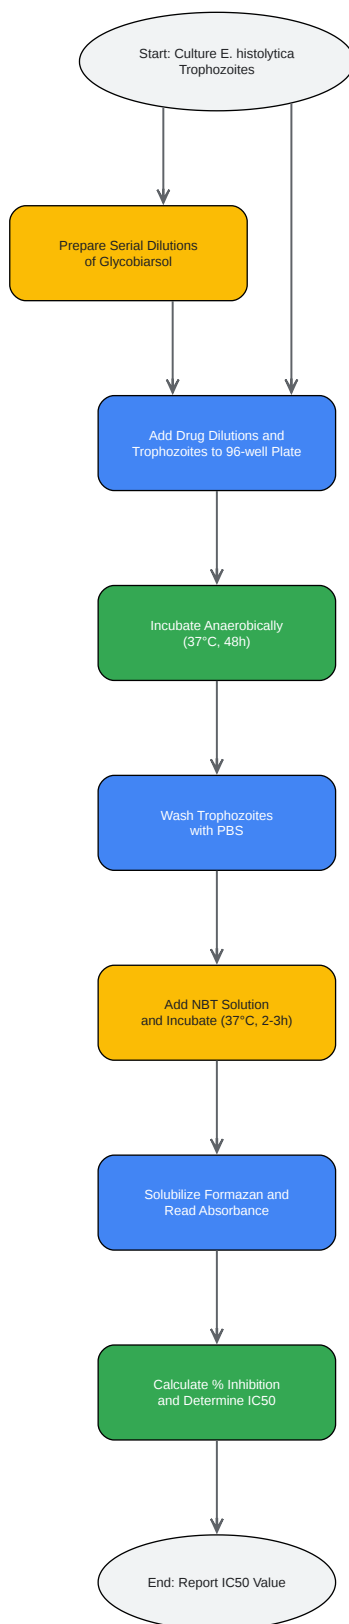 Start: Culture E. histolytica
Trophozoites
Prepare Serial Dilutions
of Glycobiarsol
Add Drug Dilutions and
Trophozoites to 96-well Plate
Incubate Anaerobically
(37°C, 48h)
Wash Trophozoites
with PBS
Add NBT Solution
and Incubate (37°C, 2-3h)
Solubilize Formazan and
Read Absorbance
Calculate % Inhibition
and Determine IC50
End: Report IC50 Value